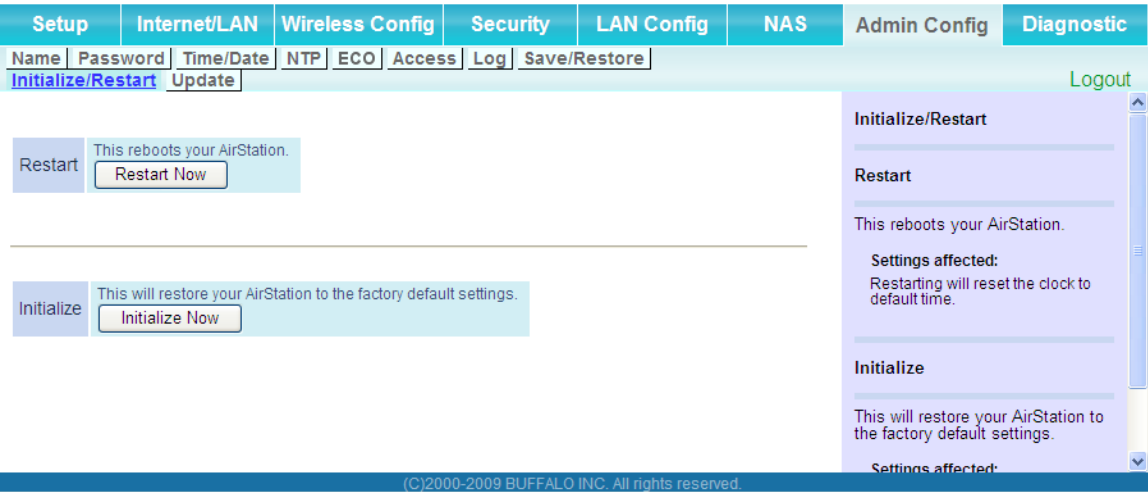 Setup Internet/LAN Wireless Config Security LAN Config NAS Admin Config Diagnostic
Name Password Time/Date NTP ECO Access Log Save/Restore
Initialize/Restart Update
Logout
Restart
This reboots your AirStation.
Restart Now
Initialize
This will restore your AirStation to the factory default settings.
Initialize Now
Initialize/Restart
Restart
This reboots your AirStation.
Settings affected:
Restarting will reset the clock to
default time.
Initialize
This will restore your AirStation to
the factory default settings.
Settings affected:
(C)2000-2009 BUFFALO INC. All rights reserved.